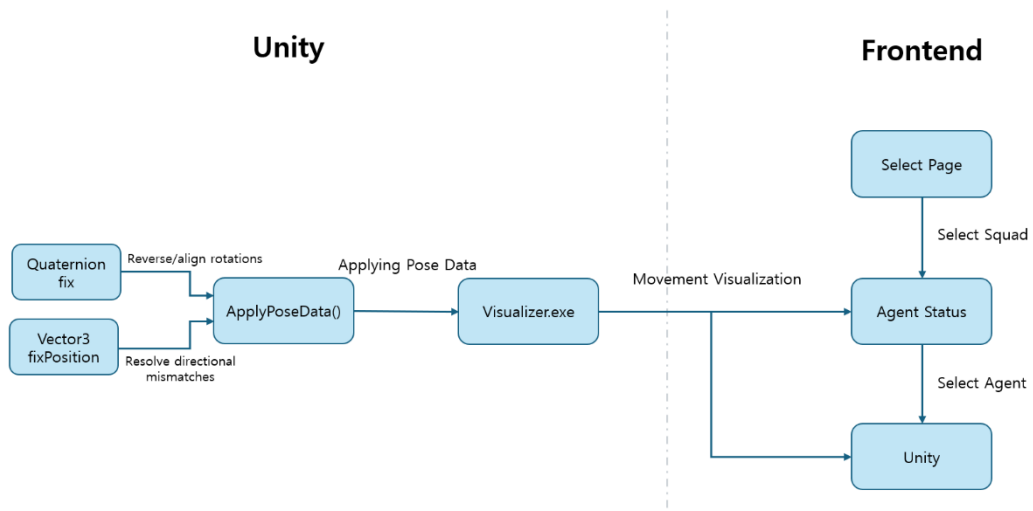 Unity
Frontend
Select Page
Select Squad
Quaternion
fix
Reverse/align rotations
Applying Pose Data
Movement Visualization
ApplyPoseData()
Visualizer.exe
Agent Status
Vector3
fixPosition
Resolve directional
mismatches
Select Agent
Unity